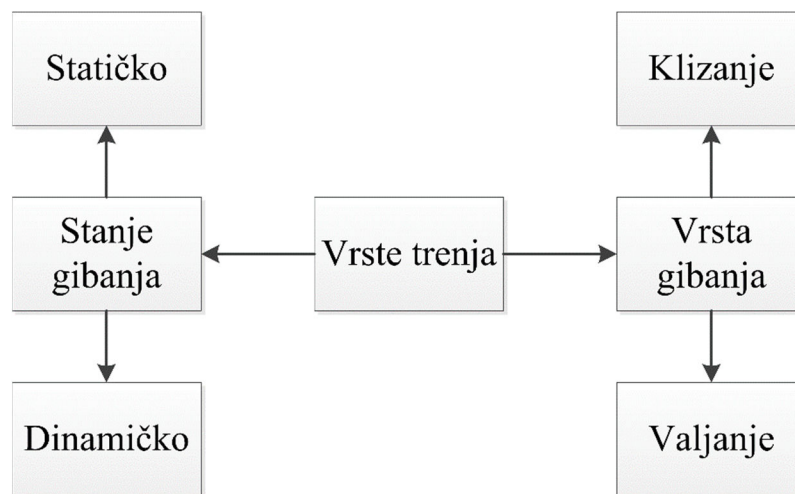 Statičko
Klizanje
Stanje
gibanja
Vrste trenja
Vrsta
gibanja
Dinamičko
Valjanje